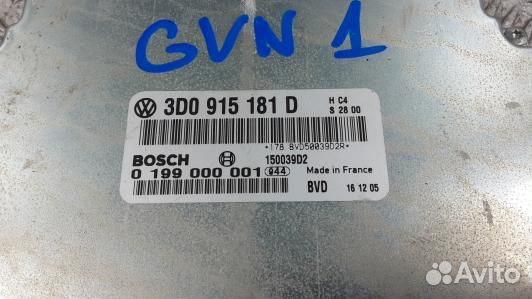 GVN 1
3D0 915 181 D
H C4
S 28 00
*178 BVD50039D2R*
BOSCH
150039D2
0 199 000 001 944
Made in France
BVD
16 12 05
Avito